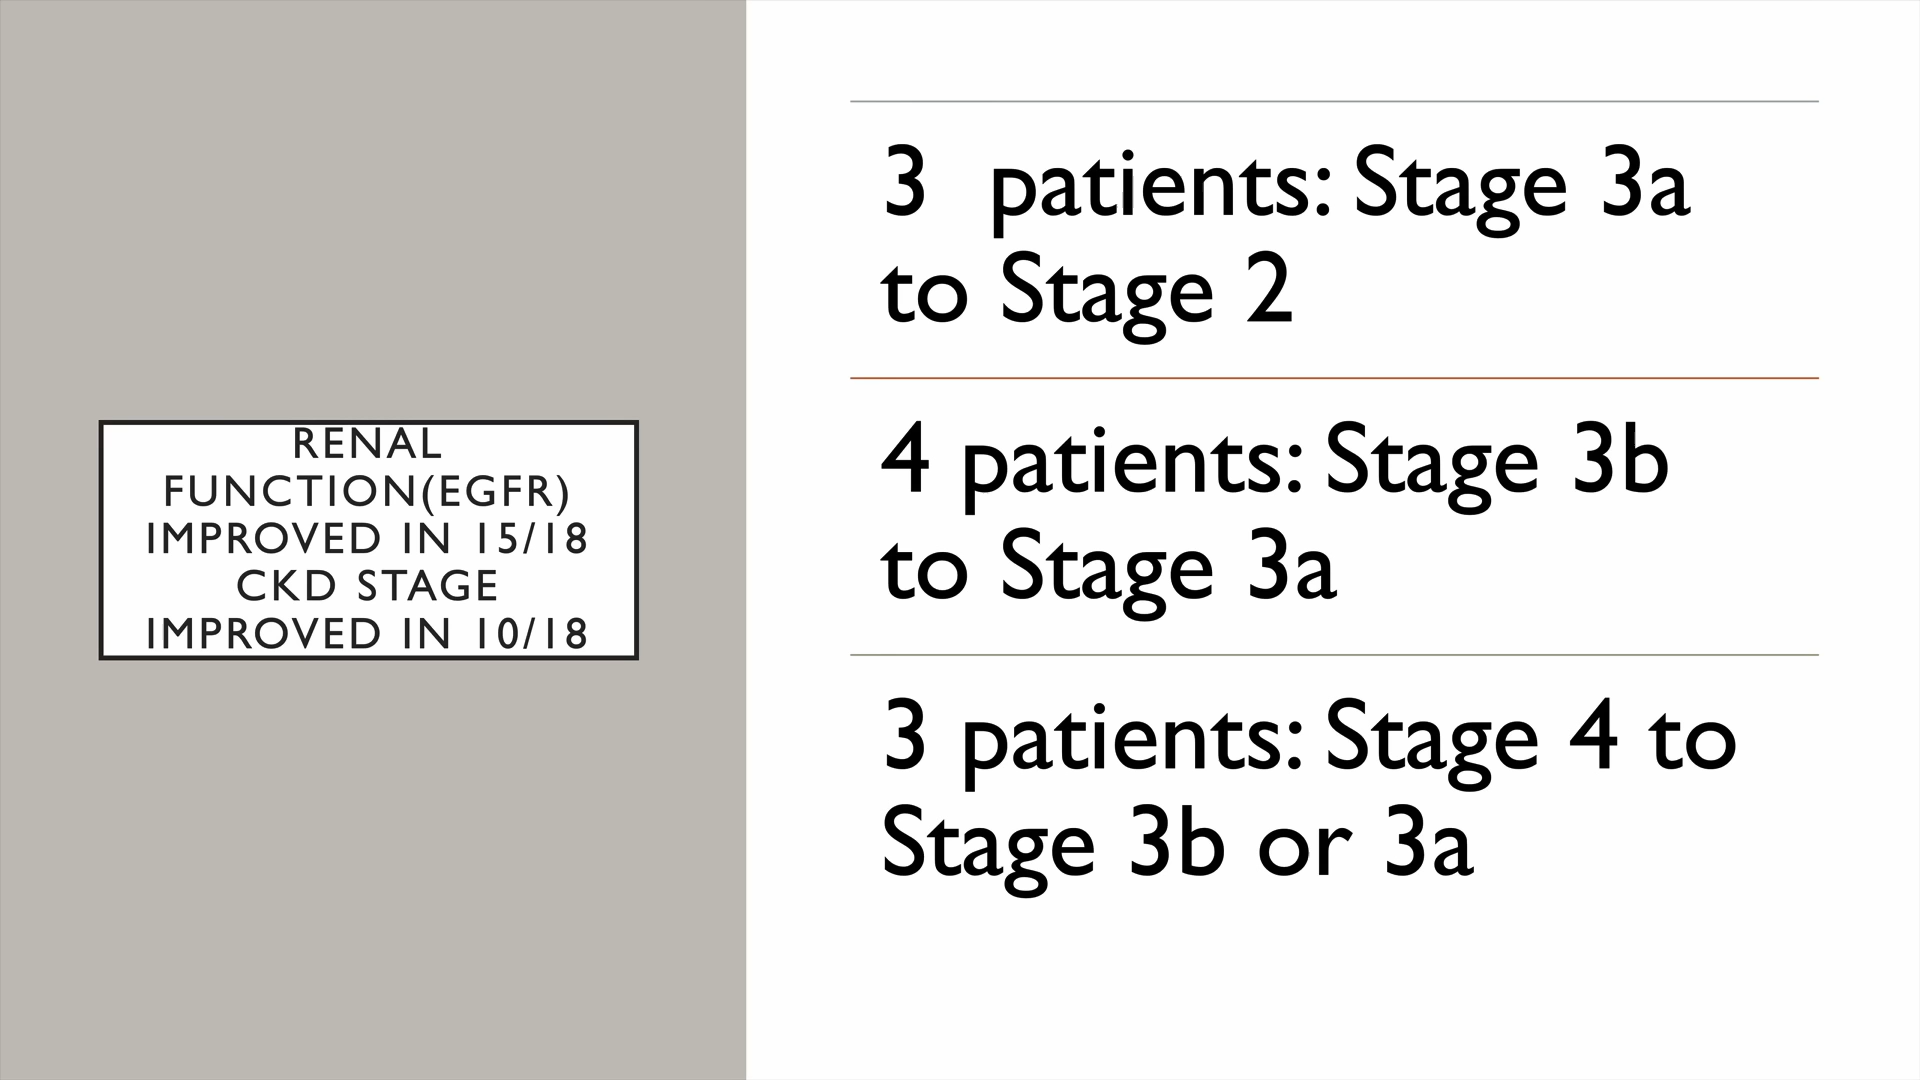 RENAL
FUNCTION(EGFR)
IMPROVED IN 15/18
CKD STAGE
IMPROVED IN 10/18
3  patients: Stage 3a
to Stage 2
4 patients: Stage 3b
to Stage 3a
3 patients: Stage 4 to
Stage 3b or 3a